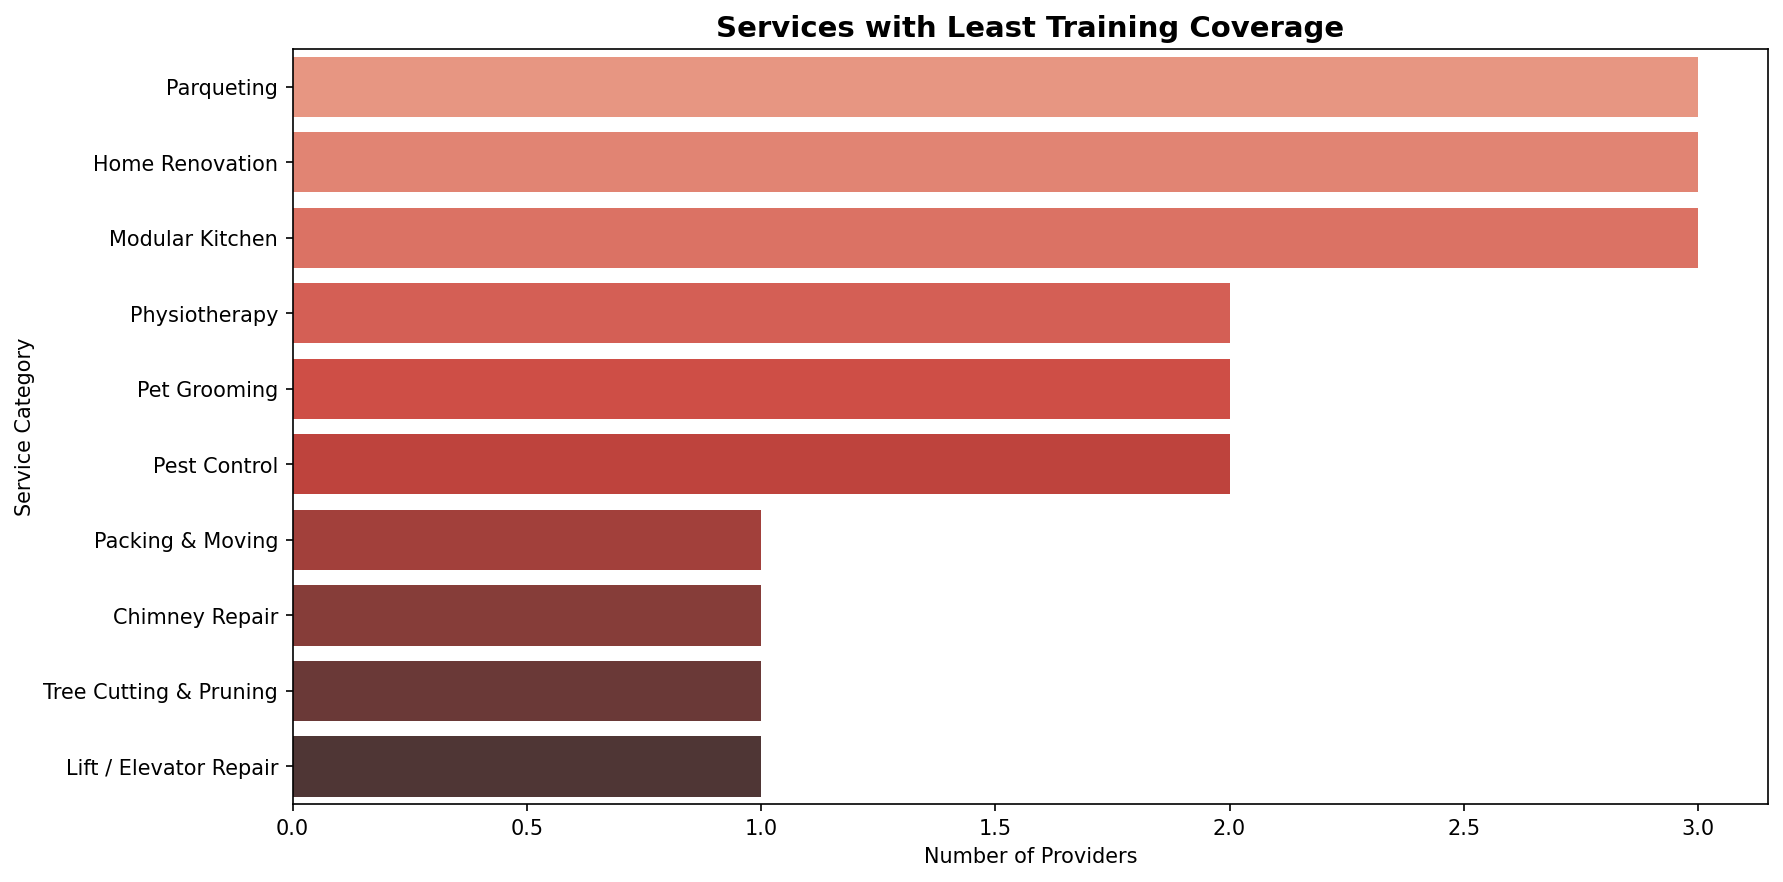 Services with Least Training Coverage
Parqueting
Home Renovation
Modular Kitchen
Physiotherapy
Pet Grooming
Pest Control
Packing & Moving
Chimney Repair
Tree Cutting & Pruning
Lift / Elevator Repair
Service Category
0.0 0.5 1.0 1.5 2.0 2.5 3.0
Number of Providers